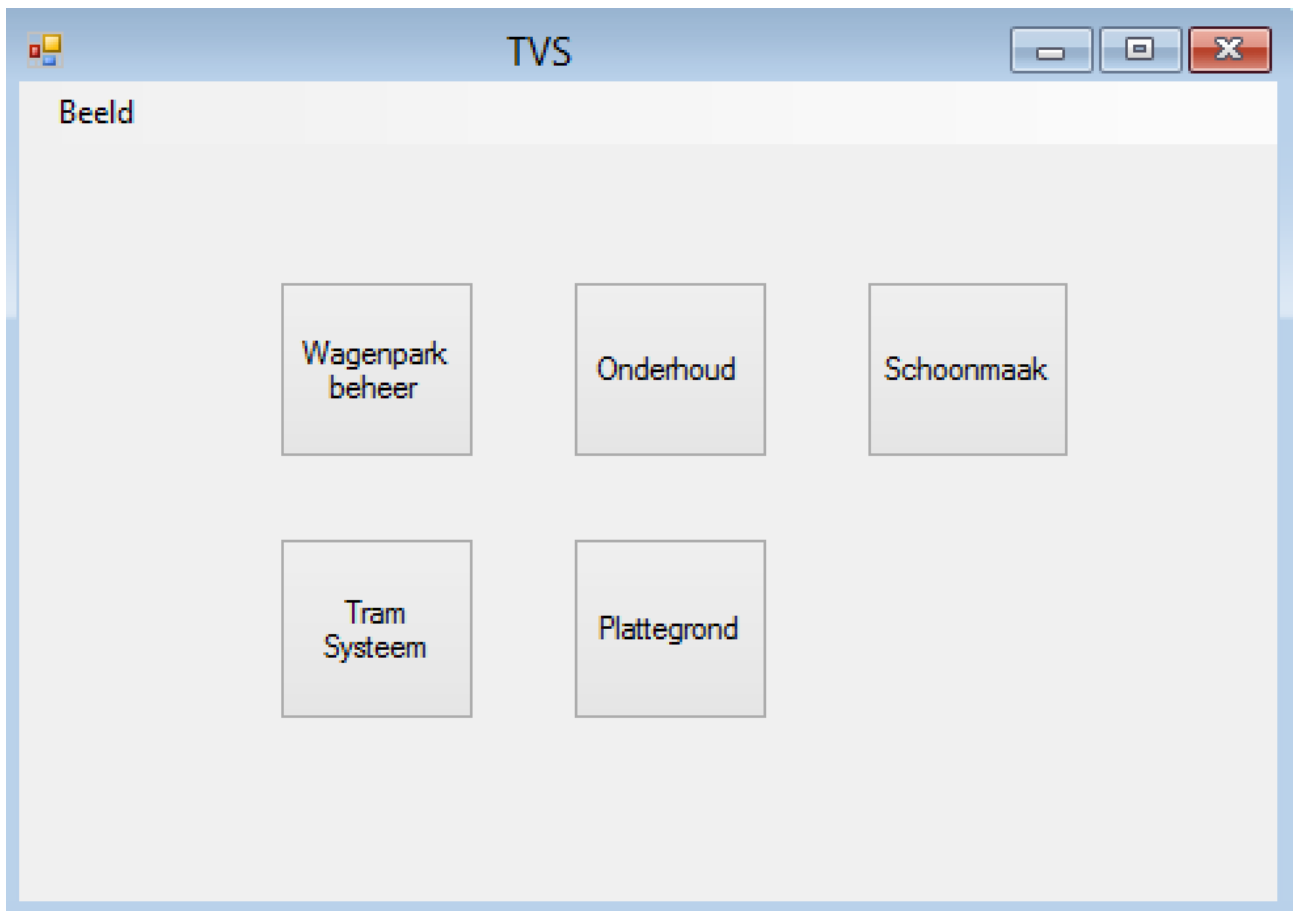 TVS
Beeld
Wagenpark
beheer
Onderhoud
Schoonmaak
Tram
Systeem
Plattegrond